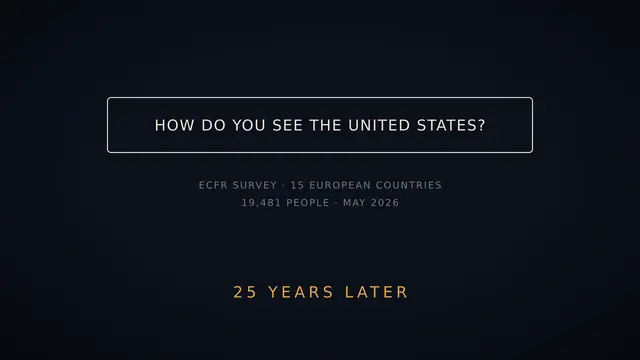 HOW DO YOU SEE THE UNITED STATES?
ECFR SURVEY · 15 EUROPEAN COUNTRIES
19,481 PEOPLE · MAY 2026
25 YEARS LATER